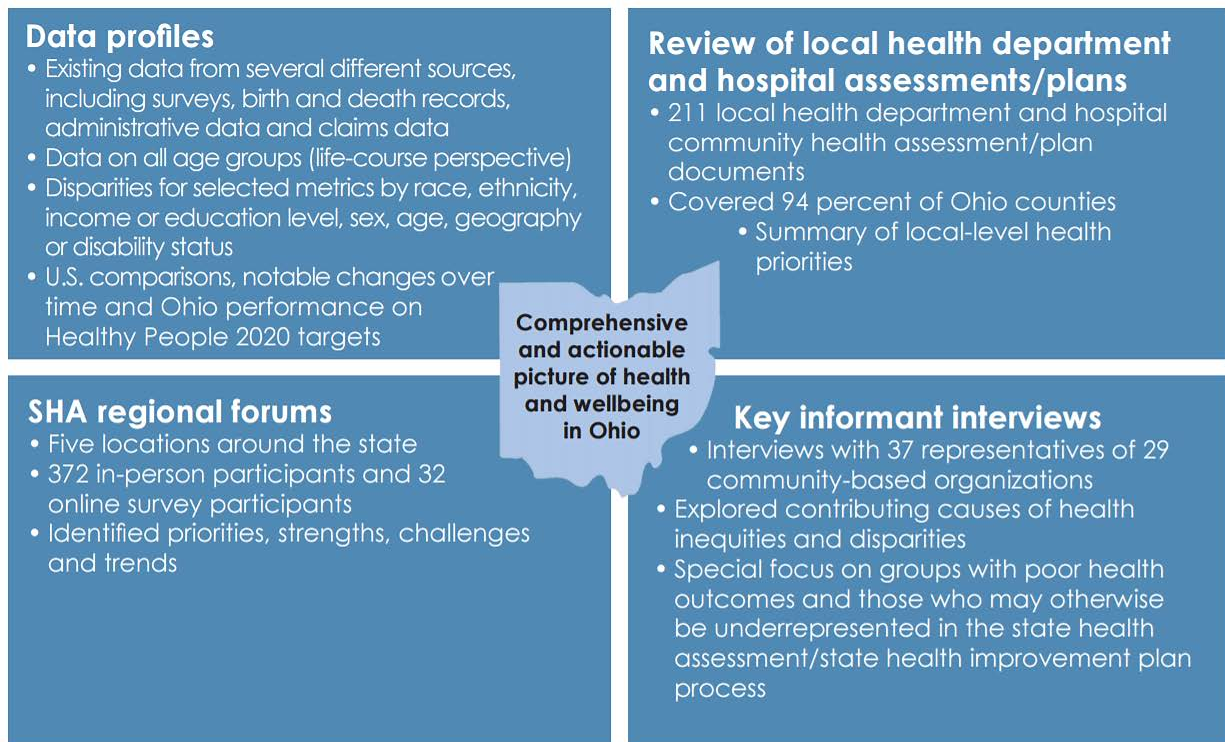 Data profiles
• Existing data from several different sources,
including surveys, birth and death records,
administrative data and claims data
• Data on all age groups (life-course perspective)
• Disparities for selected metrics by race, ethnicity,
income or education level, sex, age, geography
or disability status
• U.S. comparisons, notable changes over
time and Ohio performance on
Healthy People 2020 targets
Review of local health department
and hospital assessments/plans
• 211 local health department and hospital
community health assessment/plan
documents
• Covered 94 percent of Ohio counties
• Summary of local-level health
priorities
Comprehensive
and actionable
picture of health
and wellbeing
in Ohio
SHA regional forums
• Five locations around the state
• 372 in-person participants and 32
online survey participants
• Identified priorities, strengths, challenges
and trends
Key informant interviews
• Interviews with 37 representatives of 29
community-based organizations
• Explored contributing causes of health
inequities and disparities
• Special focus on groups with poor health
outcomes and those who may otherwise
be underrepresented in the state health
assessment/state health improvement plan
process